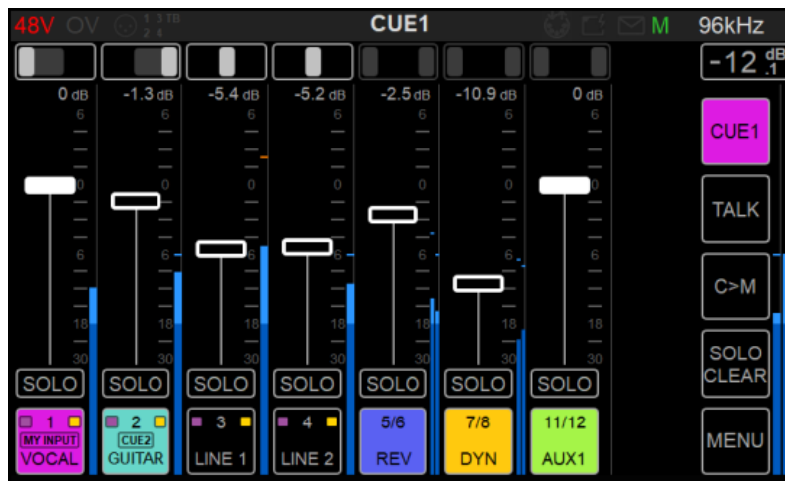 48V OV 1 3 TB CUE1 M 96kHz
2 4
-12 dB
.1
0 dB -1.3 dB -5.4 dB -5.2 dB -2.5 dB -10.9 dB 0 dB
6 6 6 6 6 6 6
CUE1
0 0 0 0 0 0 0
TALK
6 6 6 6 6 6 6
C>M
18 18 18 18 18 18 18
30 30 30 30 30 30 30
SOLO CLEAR
SOLO SOLO SOLO SOLO SOLO SOLO SOLO
1 2 3 4 5/6 7/8 11/12
MY INPUT CUE2
MENU
VOCAL GUITAR LINE 1 LINE 2 REV DYN AUX1